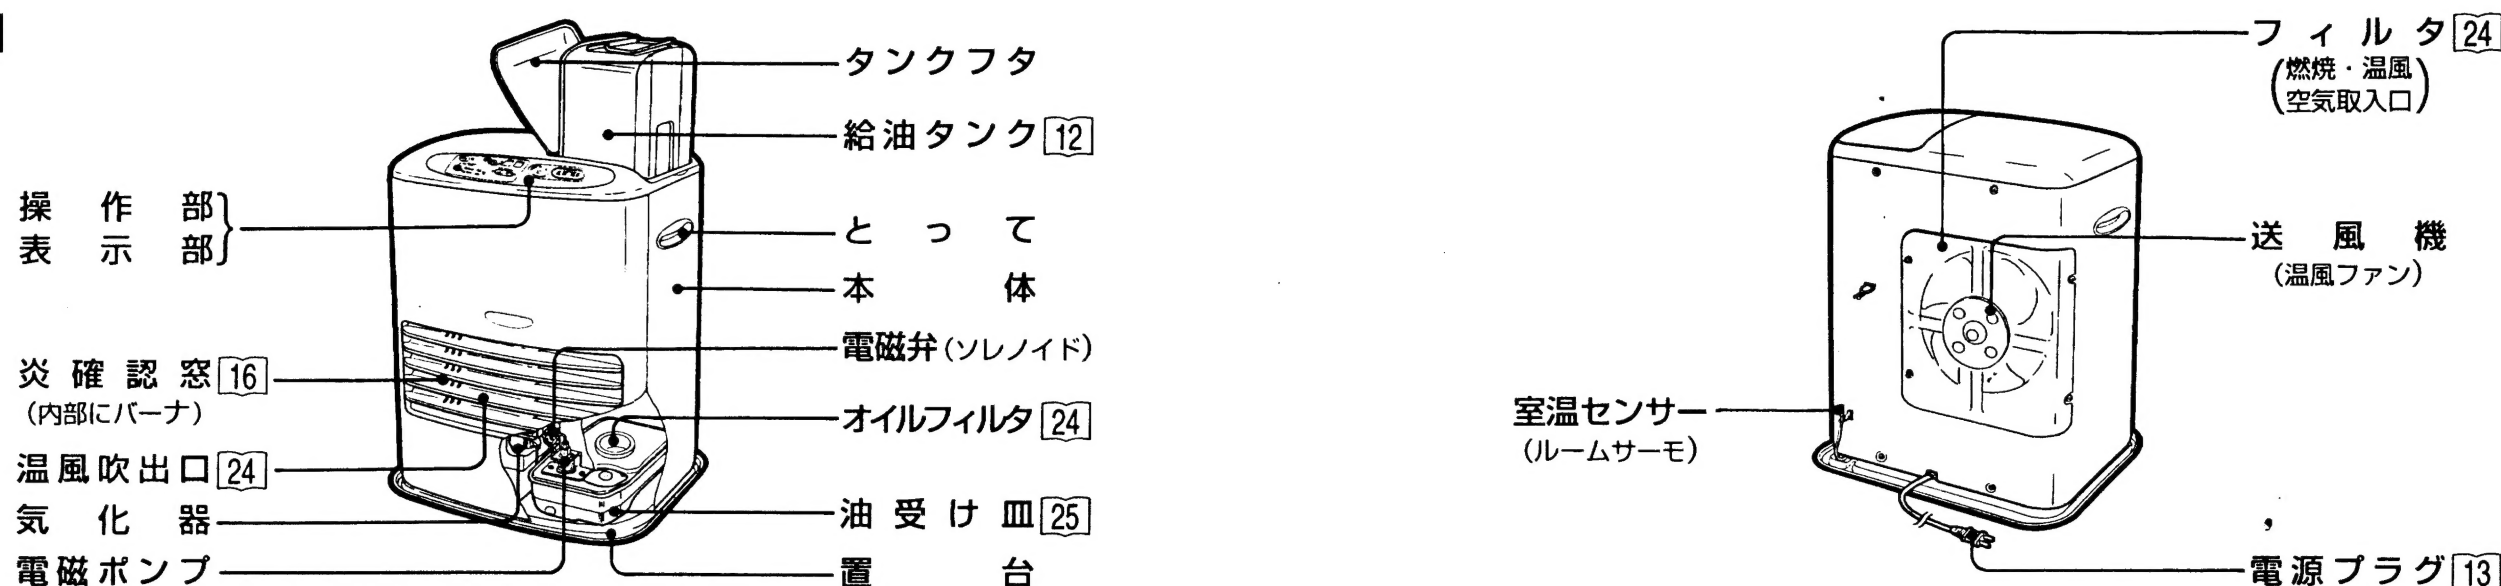 タンクフタ
給油タンク 12
操作部
表示部
とって
本体
電磁弁(ソレノイド)
炎確認窓 16
(内部にバーナ)
オイルフィルタ 24
温風吹出口 24
気化器
油受け皿 25
電磁ポンプ
置台
フィルタ 24
(燃焼・温風
空気取入口)
送風機
(温風ファン)
室温センサー
(ルームサーモ)
電源プラグ 13